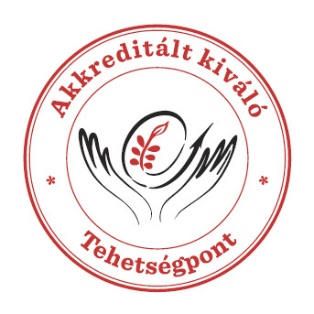 Akkreditált kiváló
* *
Tehetségpont